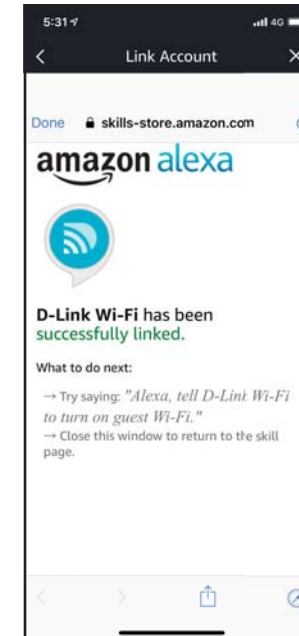 5:31
4G
Link Account
Done
skills-store.amazon.com
amazon alexa
D-Link Wi-Fi has been
successfully linked.
What to do next:
→ Try saying: "Alexa, tell D-Link Wi-Fi
to turn on guest Wi-Fi."
→ Close this window to return to the skill
page.